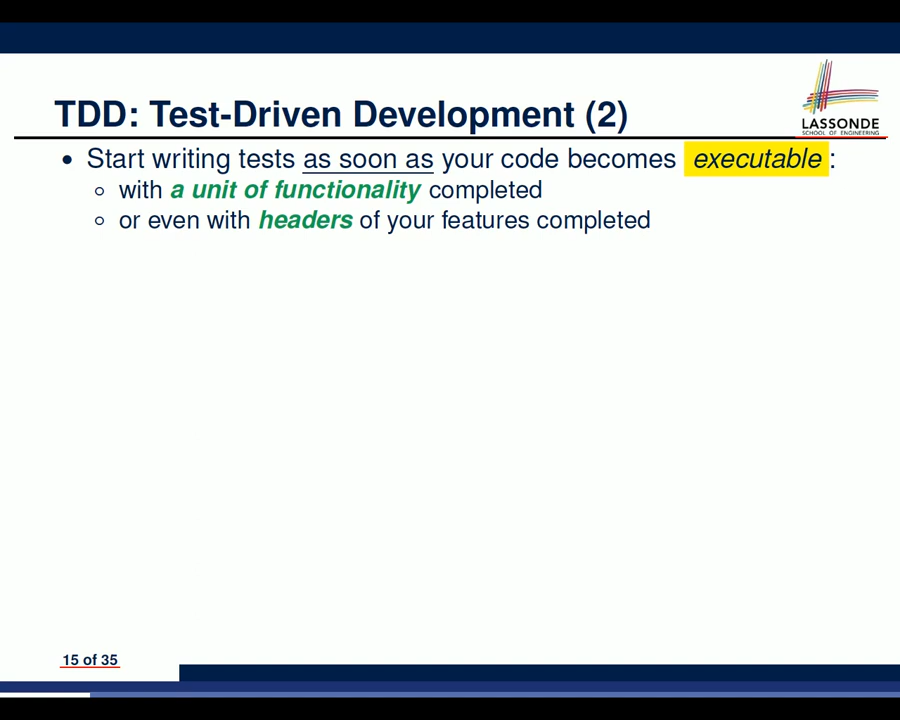 TDD: Test-Driven Development (2)
LASSONDE
SCHOOL OF ENGINEERING
• Start writing tests as soon as your code becomes executable :
◦ with a unit of functionality completed
◦ or even with headers of your features completed
15 of 35